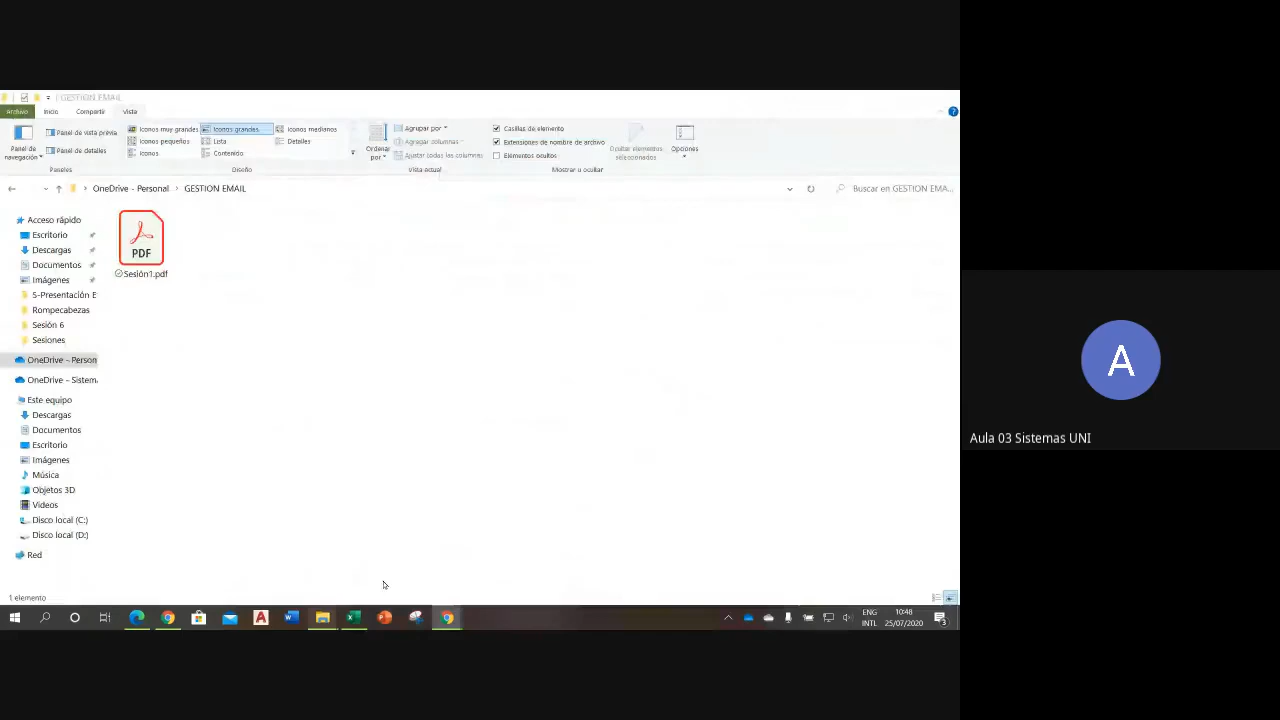 GESTION EMAIL
Archivo Inicio Compartir Vista
Panel de navegación
Panel de vista previa
Panel de detalles
Paneles
Iconos muy grandes Iconos grandes Iconos medianos
Iconos pequeños Lista Detalles
Iconos Contenido
Diseño
Ordenar por
Agrupar por
Agregar columnas
Ajustar todas las columnas
Vista actual
Casillas de elemento
Extensiones de nombre de archivo
Elementos ocultos
Ocultar elementos seleccionados
Mostrar u ocultar
Opciones
OneDrive - Personal > GESTION EMAIL
Buscar en GESTION EMA...
Acceso rápido
Escritorio
Descargas
Documentos
Imágenes
5-Presentación E
Rompecabezas
Sesión 6
Sesiones
OneDrive - Person
OneDrive - Sistem
Este equipo
Descargas
Documentos
Escritorio
Imágenes
Música
Objetos 3D
Videos
Disco local (C:)
Disco local (D:)
Red
PDF
Sesión1.pdf
1 elemento
ENG
INTL
10:48
25/07/2020
3
A
Aula 03 Sistemas UNI